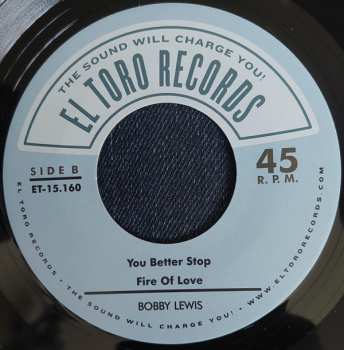 THE SOUND WILL CHARGE YOU!
EL TORO RECORDS
SIDE B
ET-15.160
45
R. P. M.
You Better Stop
Fire Of Love
BOBBY LEWIS
EL TORO RECORDS • THE SOUND WILL CHARGE YOU! • WWW.ELTORORECORDS.COM